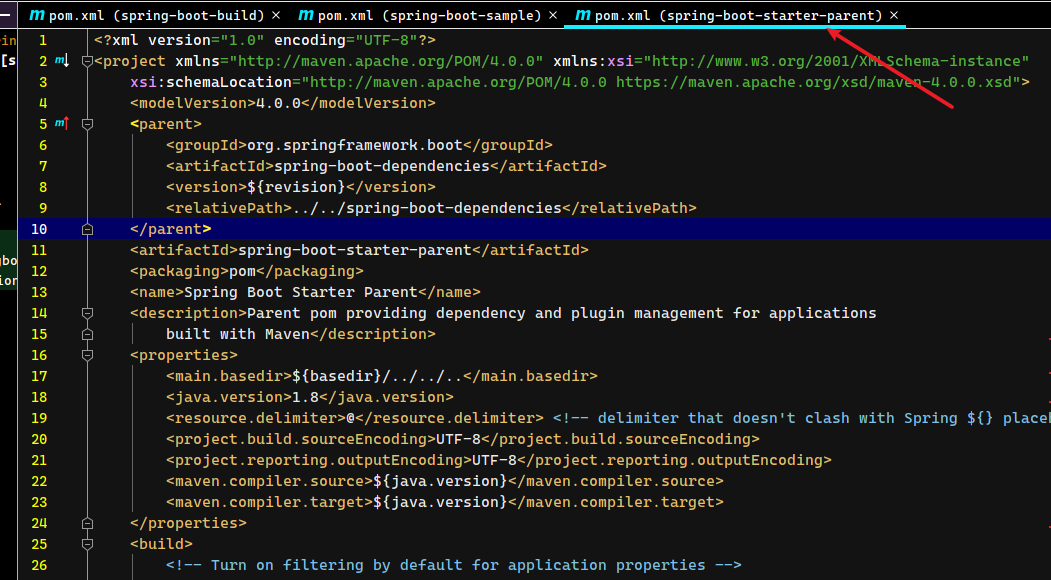 m pom.xml (spring-boot-build) × m pom.xml (spring-boot-sample) × m pom.xml (spring-boot-starter-parent) ×
1 <?xml version="1.0" encoding="UTF-8"?>
2 m <project xmlns="http://maven.apache.org/POM/4.0.0" xmlns:xsi="http://www.w3.org/2001/XMLSchema-instance"
3 xsi:schemaLocation="http://maven.apache.org/POM/4.0.0 https://maven.apache.org/xsd/maven-4.0.0.xsd">
4 <modelVersion>4.0.0</modelVersion>
5 m <parent>
6 <groupId>org.springframework.boot</groupId>
7 <artifactId>spring-boot-dependencies</artifactId>
8 <version>${revision}</version>
9 <relativePath>../../spring-boot-dependencies</relativePath>
10 </parent>
11 <artifactId>spring-boot-starter-parent</artifactId>
12 <packaging>pom</packaging>
13 <name>Spring Boot Starter Parent</name>
14 <description>Parent pom providing dependency and plugin management for applications
15 built with Maven</description>
16 <properties>
17 <main.basedir>${basedir}/../../..</main.basedir>
18 <java.version>1.8</java.version>
19 <resource.delimiter>@</resource.delimiter> <!-- delimiter that doesn't clash with Spring ${} place
20 <project.build.sourceEncoding>UTF-8</project.build.sourceEncoding>
21 <project.reporting.outputEncoding>UTF-8</project.reporting.outputEncoding>
22 <maven.compiler.source>${java.version}</maven.compiler.source>
23 <maven.compiler.target>${java.version}</maven.compiler.target>
24 </properties>
25 <build>
26 <!-- Turn on filtering by default for application properties -->